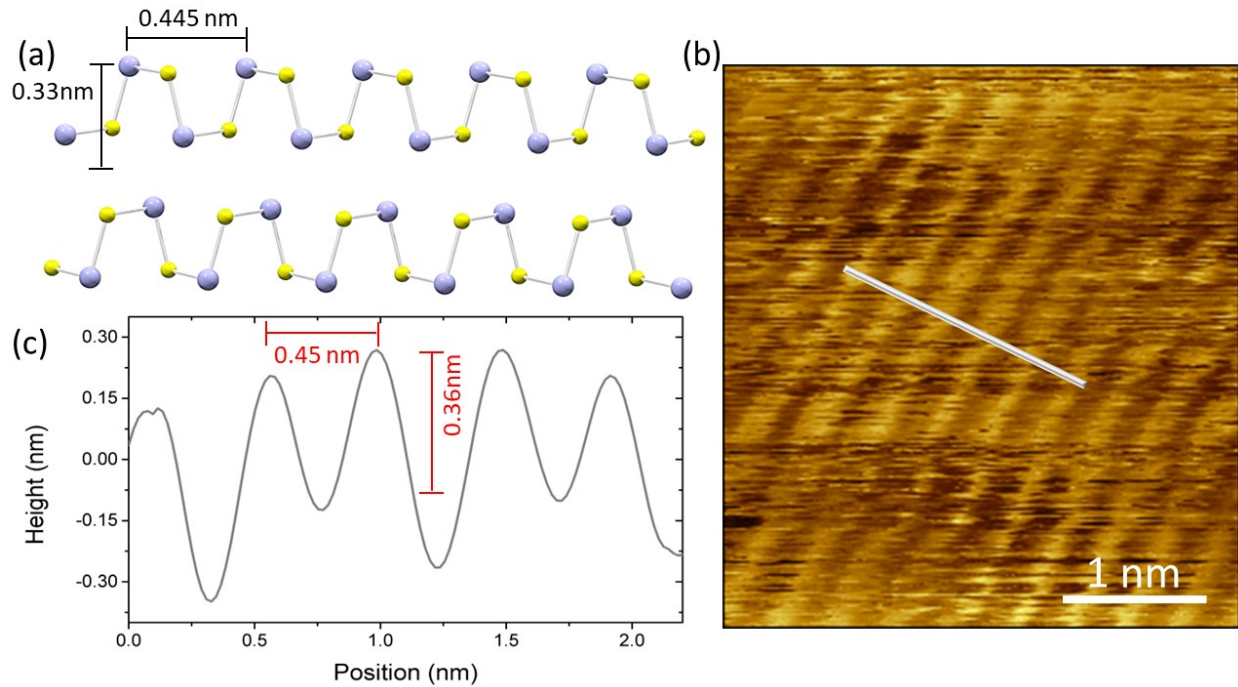 (a)
0.445 nm
0.33nm
(b)
1 nm
(c)
0.45 nm
0.36nm
Height (nm)
0.30
0.15
0.00
-0.15
-0.30
0.0
0.5
1.0
1.5
2.0
Position (nm)